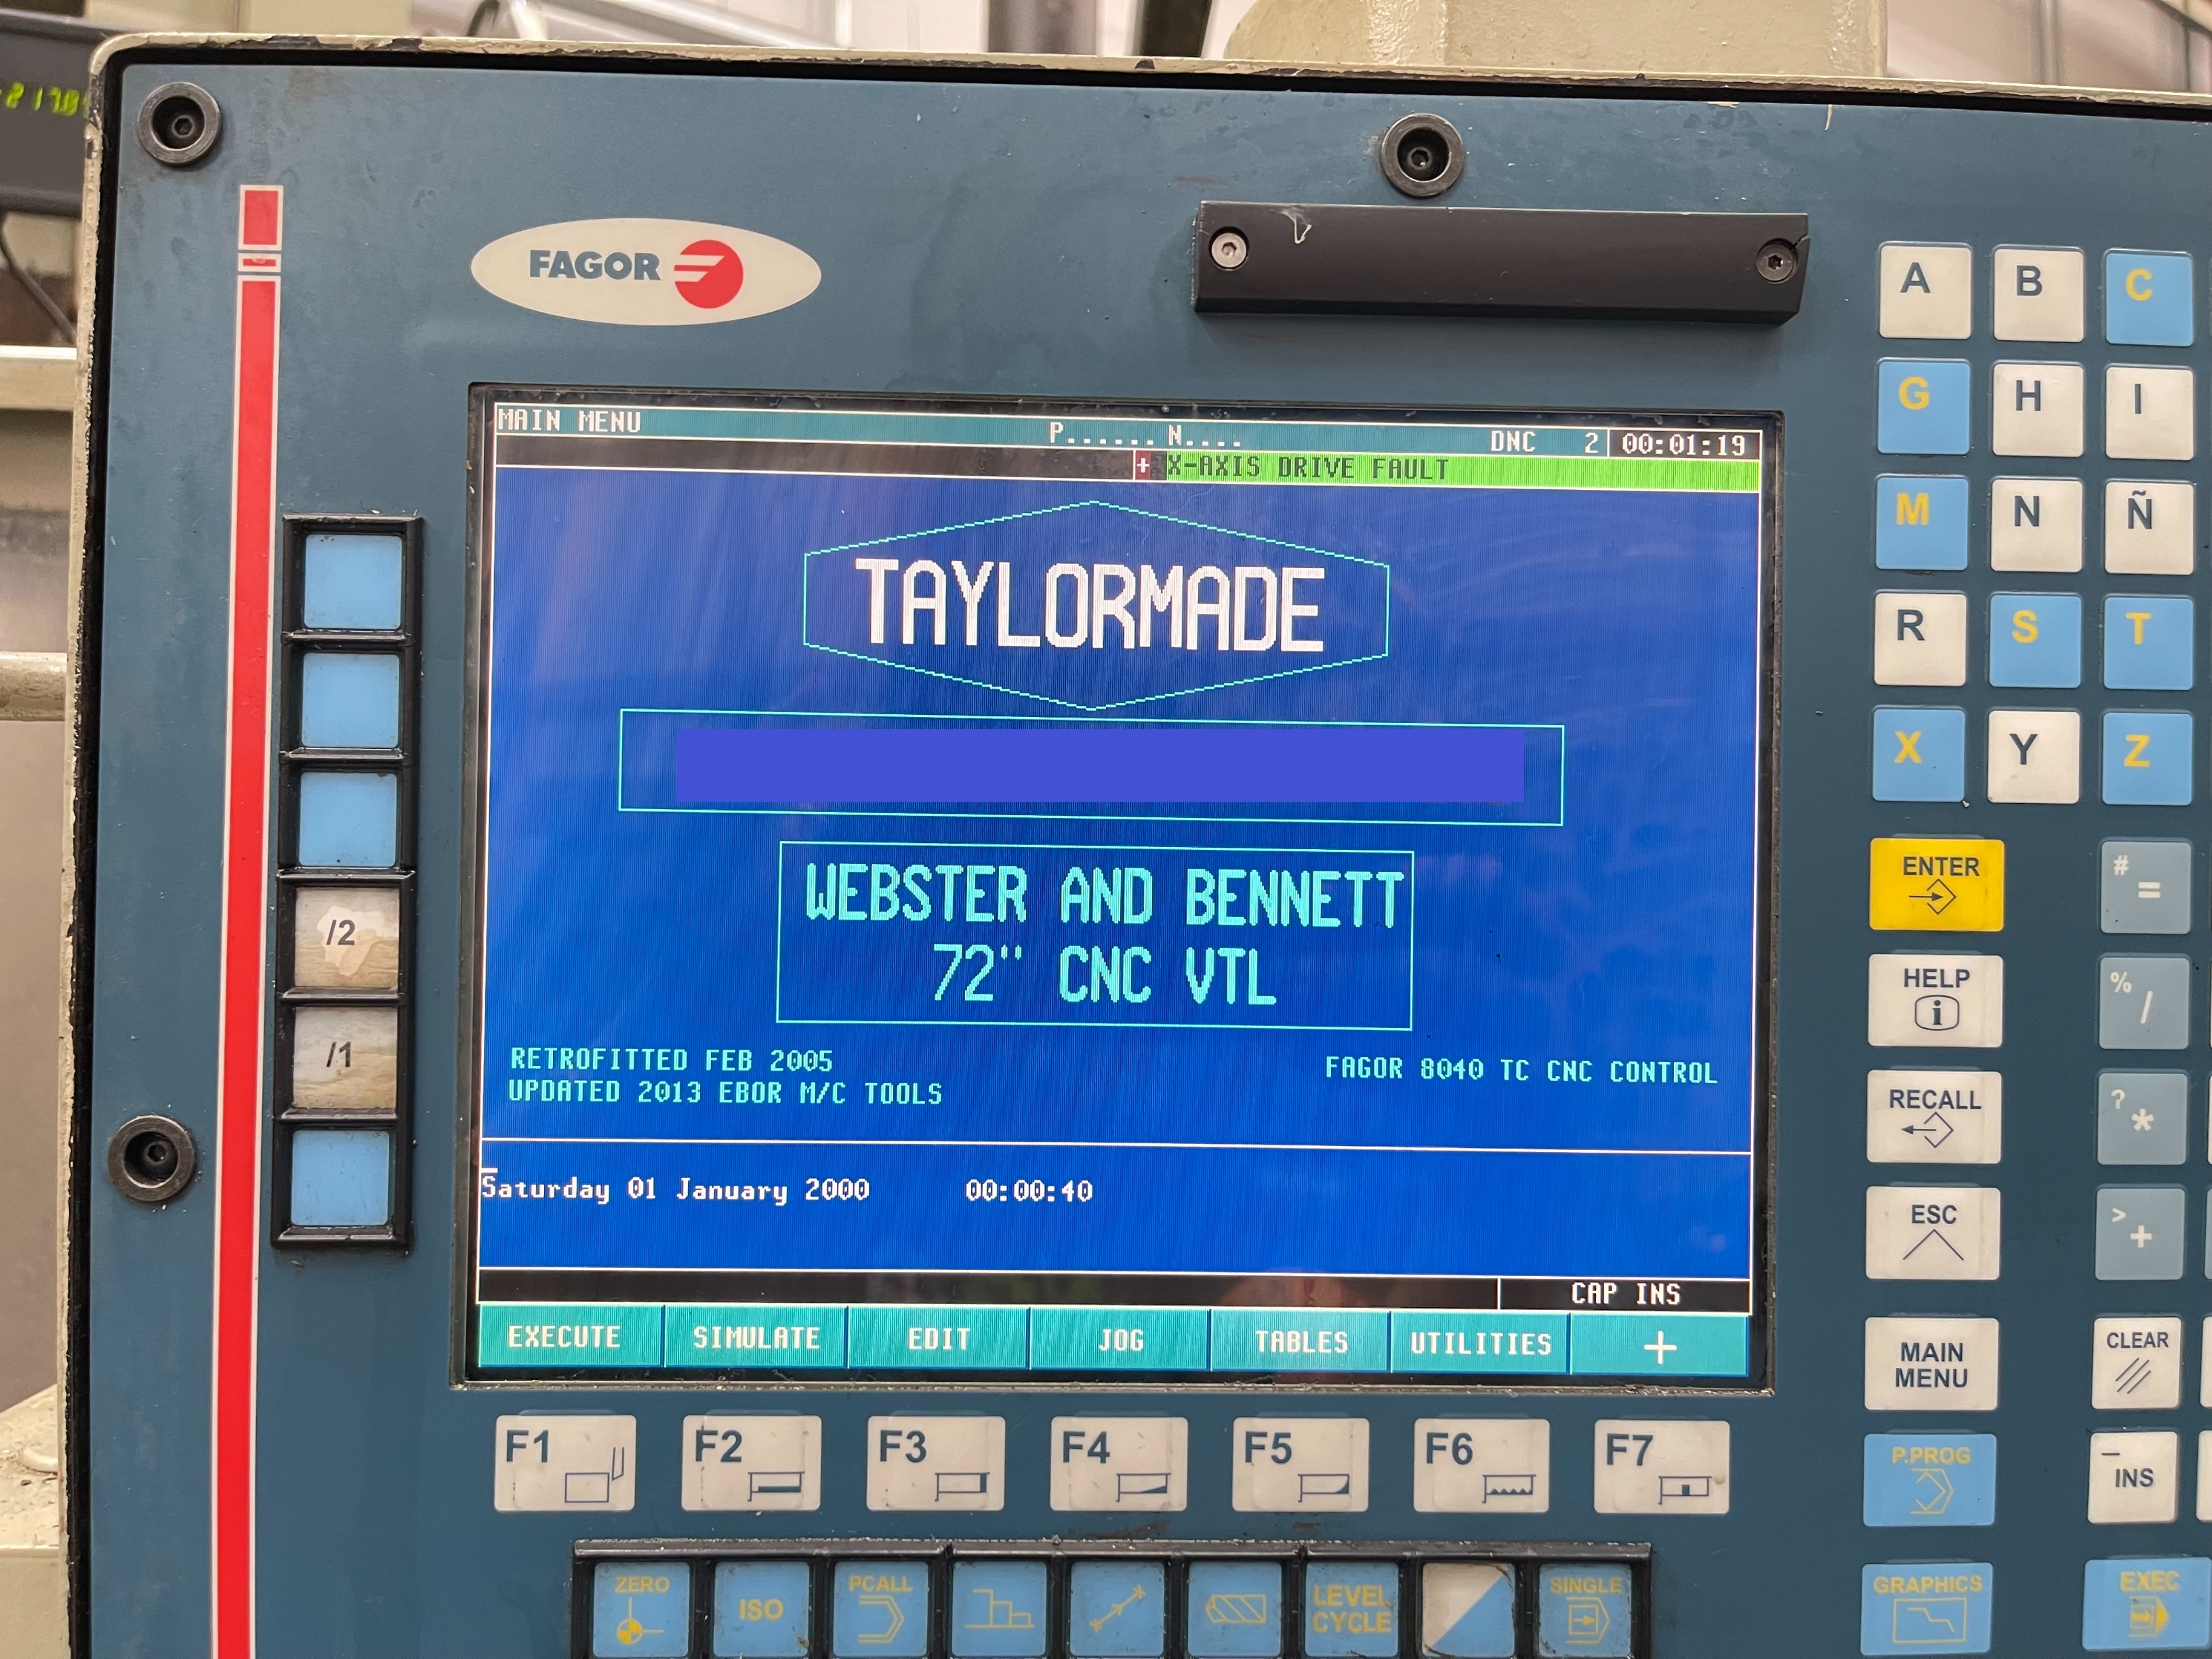 FAGOR
MAIN MENU P...... N.... DNC 2 00:01:19
+ X-AXIS DRIVE FAULT
TAYLORMADE
WEBSTER AND BENNETT
72" CNC VTL
RETROFITTED FEB 2005
UPDATED 2013 EBOR M/C TOOLS
FAGOR 8040 TC CNC CONTROL
Saturday 01 January 2000 00:00:40
CAP INS
EXECUTE SIMULATE EDIT JOG TABLES UTILITIES +
F1 F2 F3 F4 F5 F6 F7
ZERO ISO PCALL LEVEL CYCLE SINGLE
/2
/1
A B C
G H I
M N Ñ
R S T
X Y Z
ENTER # =
HELP i % /
RECALL ? *
ESC > +
MAIN MENU CLEAR
P.PROG - INS
GRAPHICS EXEC